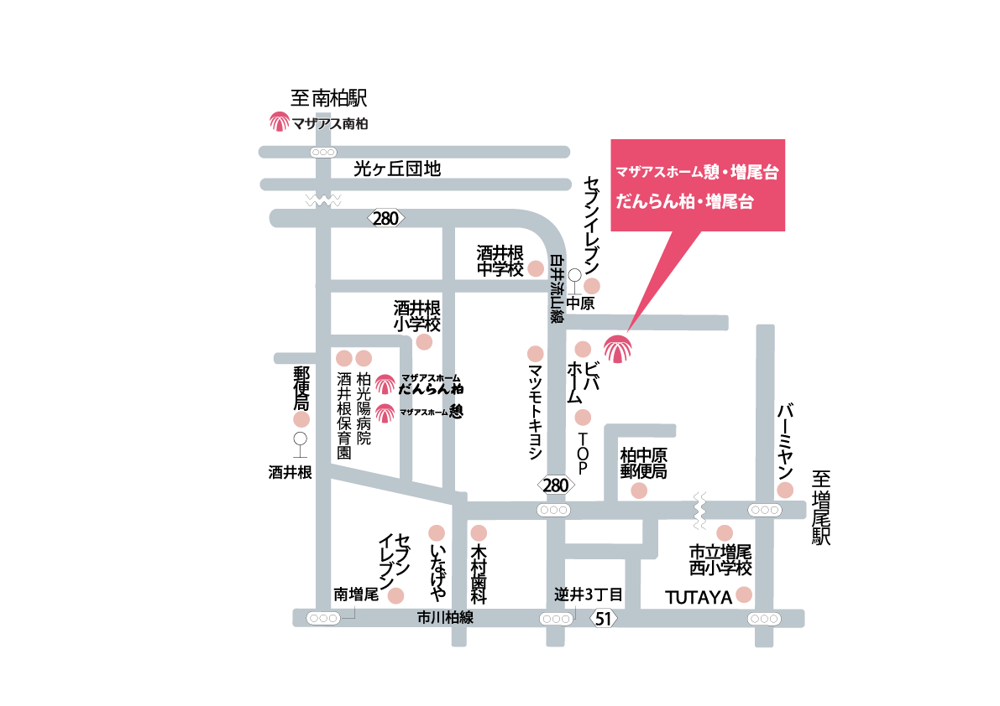 至 南柏駅
マザアス南柏
光ヶ丘団地
マザアスホーム憩・増尾台
だんらん柏・増尾台
セブンイレブン
280
酒井根
中学校
白井流山線
中原
酒井根
小学校
郵便局
酒井根
酒井根保育園
柏光陽病院
マザアスホーム
だんらん柏
マザアスホーム憩
マツモトキヨシ
ビバ
ホーム
TOP
柏中原
郵便局
280
バーミヤン
至 増尾駅
セブン
イレブン
いなげや
木村歯科
市立増尾
西小学校
南増尾
逆井3丁目
TUTAYA
市川柏線
51